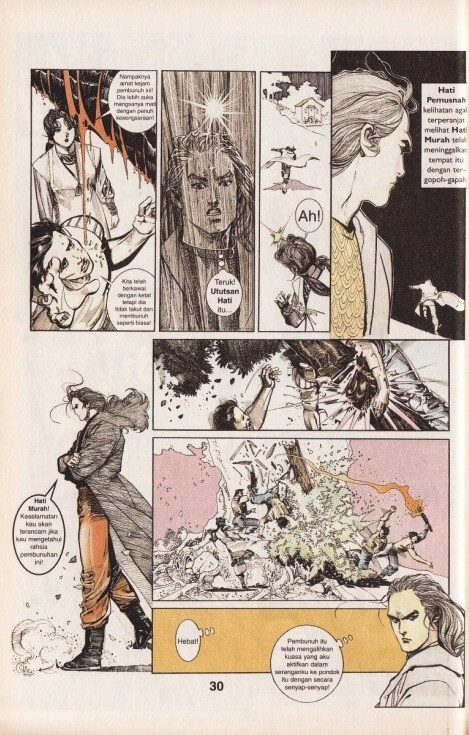 Nampaknya
amat kejam
pembunuh ini!
Dia lebih suka
mangsanya mati
dengan penuh
kesengsaraan!
Kita telah
berkawal
dengan ketat
tetapi dia
tidak takut dan
membunuh
seperti biasa!
Teruk!
Ututsan
Hati
itu...
Ah!
Hati
Pemusnah
kelihatan agak
terperanjat
melihat Hati
Murah telah
meninggalkan
tempat itu
dengan ter-
gopoh-gapah.
Hati
Murah!
Keselamatan
kau akan
terancam jika
kau mengetahui
rahsia
pembunuhan
ini!
Hebat!
Pembunuh itu
telah mengalihkan
kuasa yang aku
aktifkan dalam
seranganku ke pondok
itu dengan secara
senyap-senyap!
30